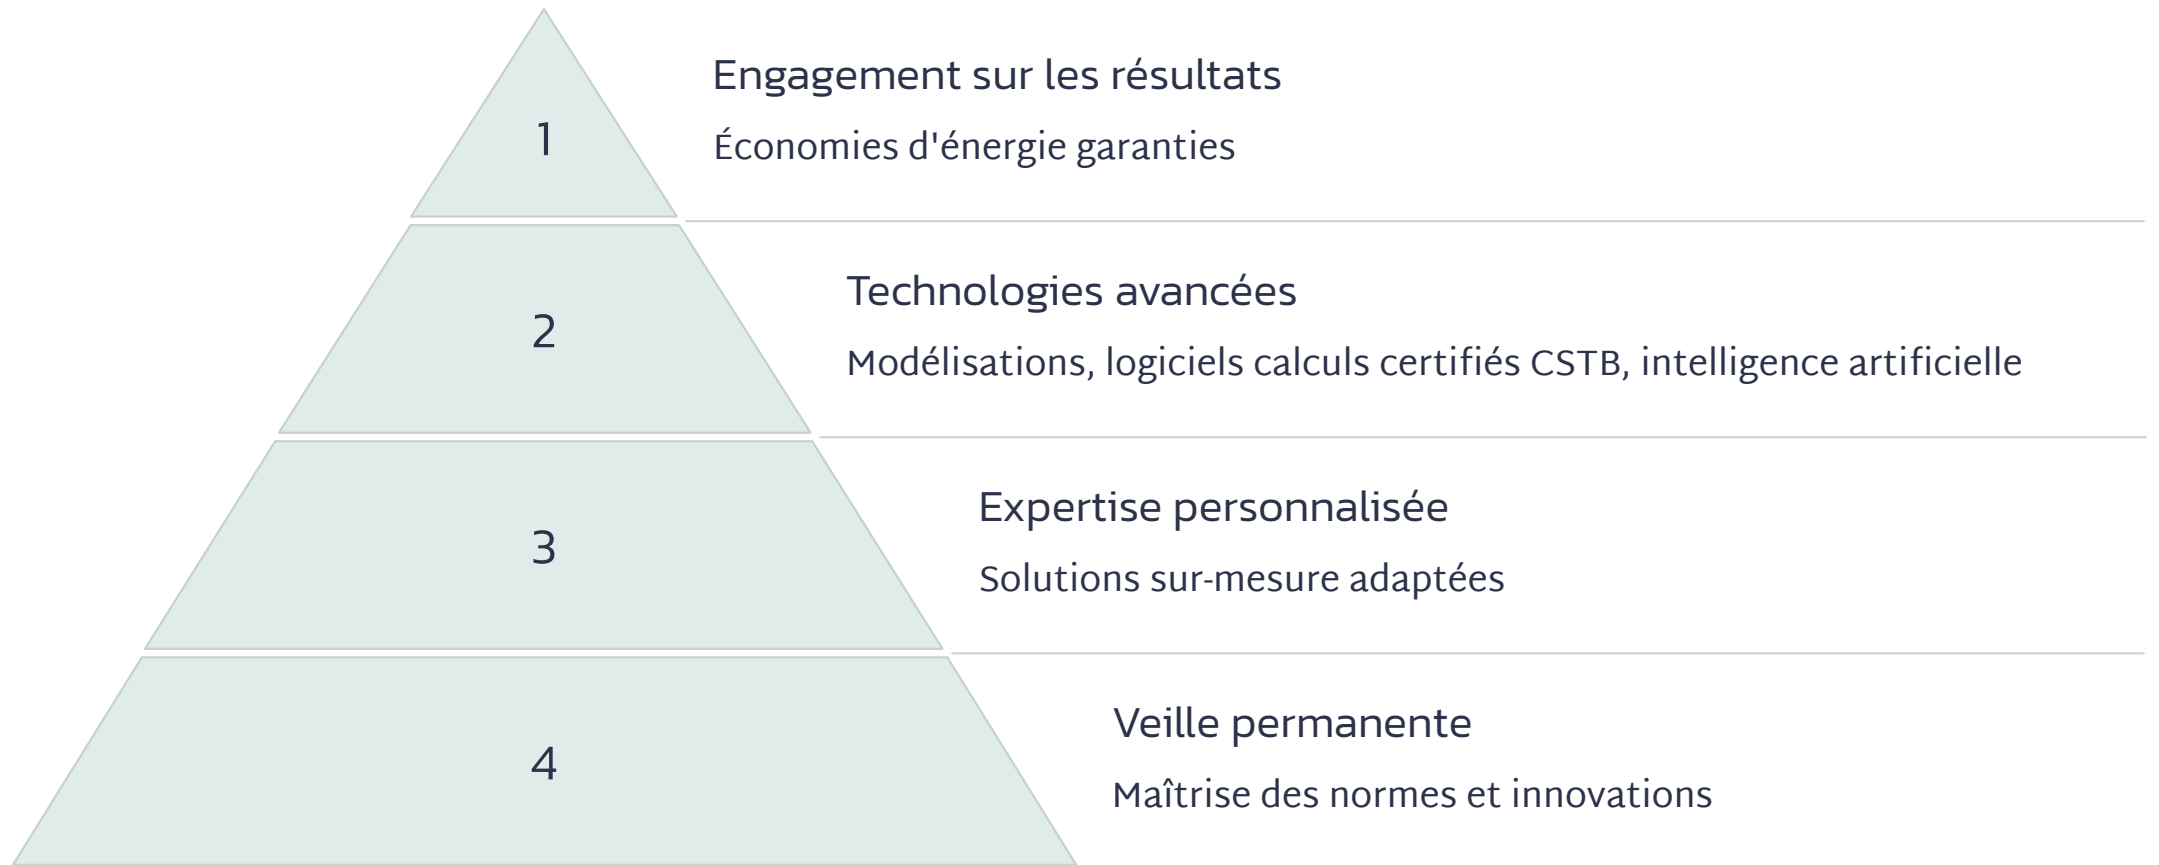 1
Engagement sur les résultats
Économies d'énergie garanties
2
Technologies avancées
Modélisations, logiciels calculs certifiés CSTB, intelligence artificielle
3
Expertise personnalisée
Solutions sur-mesure adaptées
4
Veille permanente
Maîtrise des normes et innovations